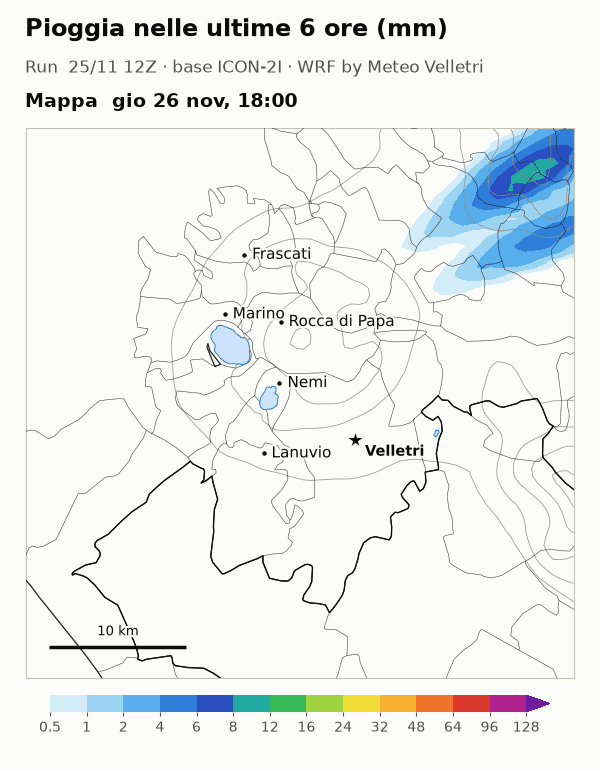 Pioggia nelle ultime 6 ore (mm)
Run  25/11 12Z · base ICON-2I · WRF by Meteo Velletri
Mappa  gio 26 nov, 18:00
Frascati
Marino
Rocca di Papa
Nemi
Velletri
Lanuvio
10 km
0.5 1 2 4 6 8 12 16 24 32 48 64 96 128